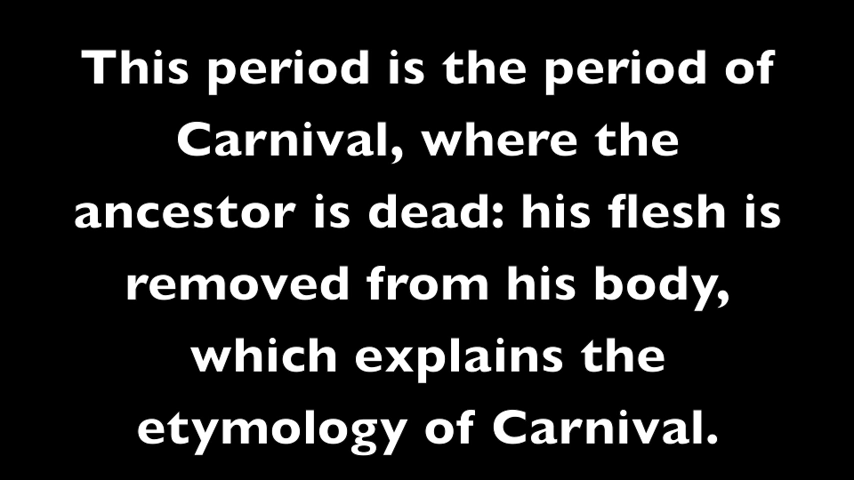 This period is the period of
Carnival, where the
ancestor is dead: his flesh is
removed from his body,
which explains the
etymology of Carnival.